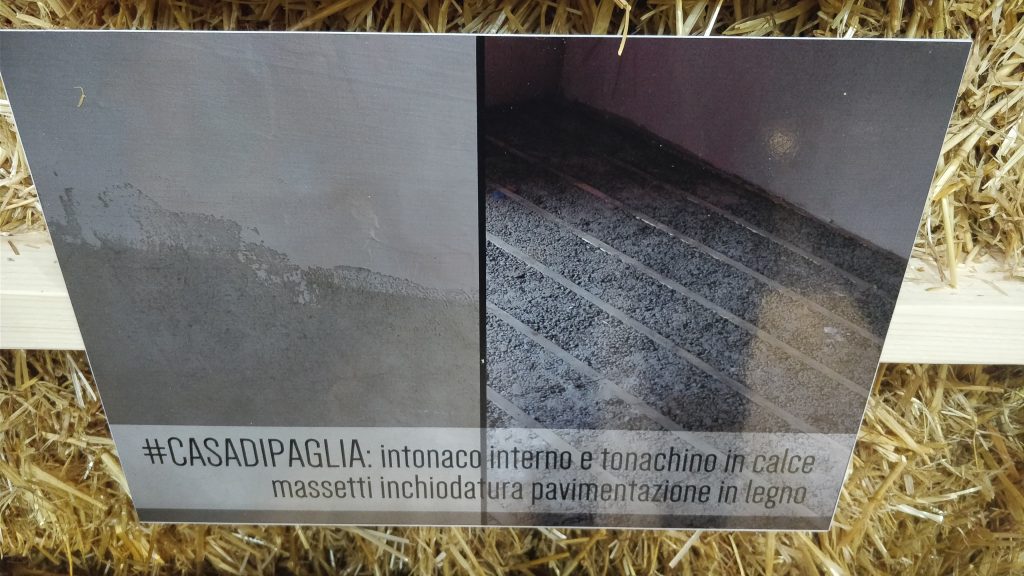 #CASADIPAGLIA: intonaco interno e tonachino in calce
massetti inchiodatura pavimentazione in legno